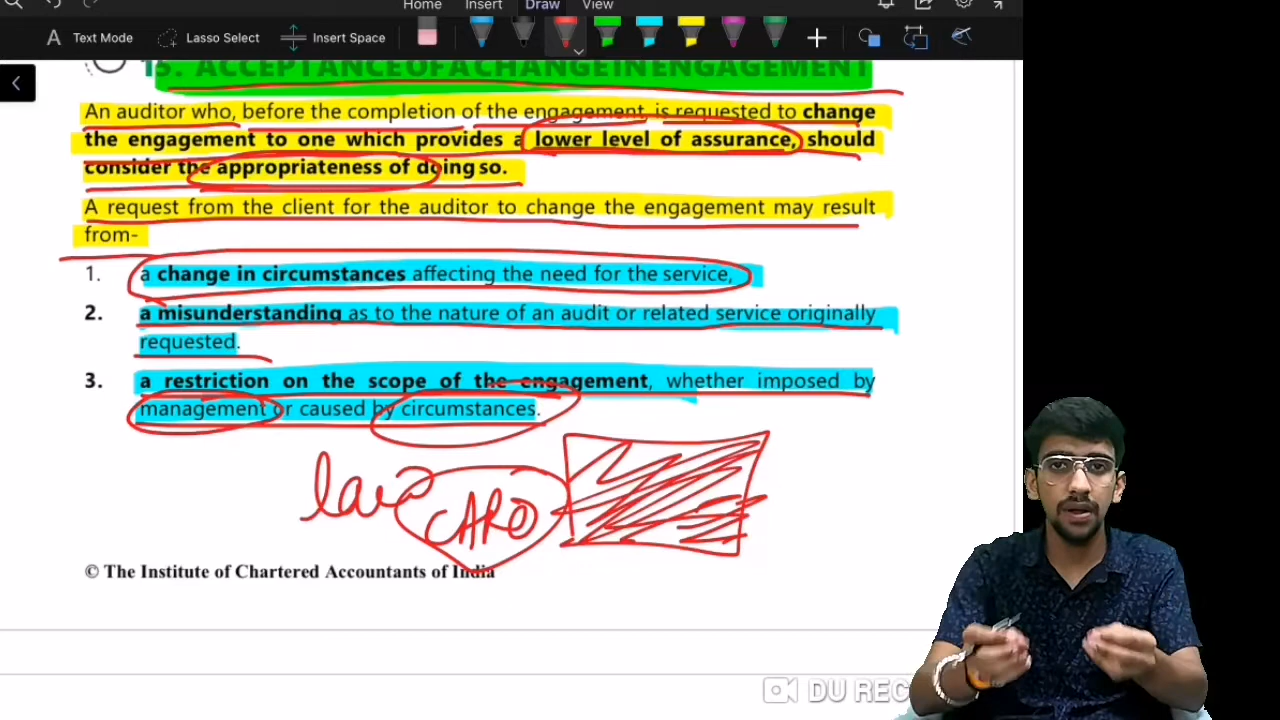 Home Insert Draw View
Text Mode Lasso Select Insert Space
15. ACCEPTANCE OF A CHANGE IN ENGAGEMENT
An auditor who, before the completion of the engagement, is requested to change
the engagement to one which provides a lower level of assurance, should
consider the appropriateness of doing so.
A request from the client for the auditor to change the engagement may result
from-
1. a change in circumstances affecting the need for the service,
2. a misunderstanding as to the nature of an audit or related service originally
requested.
3. a restriction on the scope of the engagement, whether imposed by
management or caused by circumstances.
law CARO
© The Institute of Chartered Accountants of India
DU REC